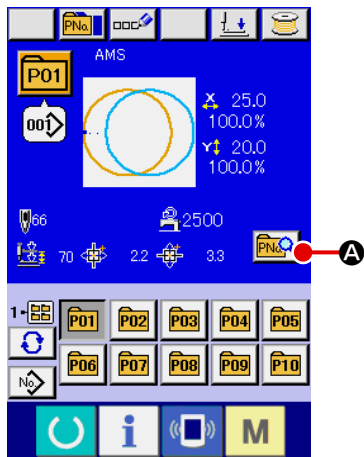 PNo.
AMS
P01
001
X 25.0
100.0%
Y 20.0
100.0%
66
2500
70 2.2 3.3
PNo.
A
1-
P01 P02 P03 P04 P05
No.
P06 P07 P08 P09 P10
i M